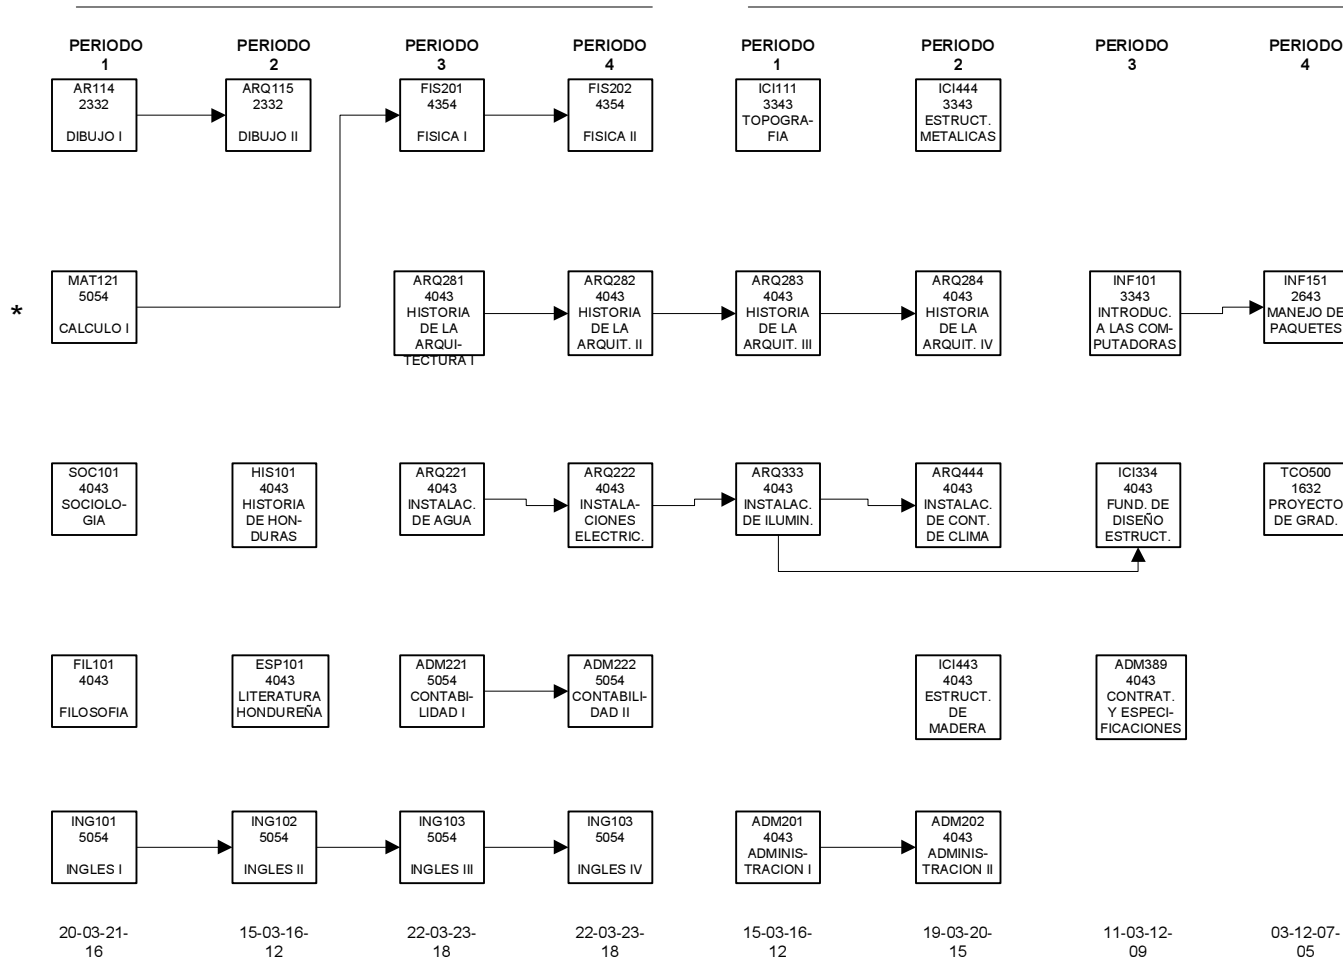 PERIODO
1
PERIODO
2
PERIODO
3
PERIODO
4
PERIODO
1
PERIODO
2
PERIODO
3
PERIODO
4
AR114
2332
DIBUJO I
ARQ115
2332
DIBUJO II
FIS201
4354
FISICA I
FIS202
4354
FISICA II
ICI111
3343
TOPOGRA-
FIA
ICI444
3343
ESTRUCT.
METALICAS
*
MAT121
5054
CALCULO I
ARQ281
4043
HISTORIA
DE LA
ARQUI-
TECTURA I
ARQ282
4043
HISTORIA
DE LA
ARQUIT. II
ARQ283
4043
HISTORIA
DE LA
ARQUIT. III
ARQ284
4043
HISTORIA
DE LA
ARQUIT. IV
INF101
3343
INTRODUC.
A LAS COM-
PUTADORAS
INF151
2643
MANEJO DE
PAQUETES
SOC101
4043
SOCIOLO-
GIA
HIS101
4043
HISTORIA
DE HON-
DURAS
ARQ221
4043
INSTALAC.
DE AGUA
ARQ222
4043
INSTALA-
CIONES
ELECTRIC.
ARQ333
4043
INSTALAC.
DE ILUMIN.
ARQ444
4043
INSTALAC.
DE CONT.
DE CLIMA
ICI334
4043
FUND. DE
DISEÑO
ESTRUCT.
TCO500
1632
PROYECTO
DE GRAD.
FIL101
4043
FILOSOFIA
ESP101
4043
LITERATURA
HONDUREÑA
ADM221
5054
CONTABI-
LIDAD I
ADM222
5054
CONTABILI-
DAD II
ICI443
4043
ESTRUCT.
DE
MADERA
ADM389
4043
CONTRAT.
Y ESPECI-
FICACIONES
ING101
5054
INGLES I
ING102
5054
INGLES II
ING103
5054
INGLES III
ING103
5054
INGLES IV
ADM201
4043
ADMINIS-
TRACION I
ADM202
4043
ADMINIS-
TRACION II
20-03-21-
16
15-03-16-
12
22-03-23-
18
22-03-23-
18
15-03-16-
12
19-03-20-
15
11-03-12-
09
03-12-07-
05